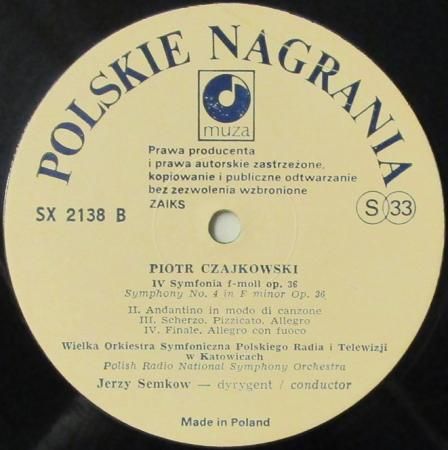 POLSKIE NAGRANIA
muza
Prawa producenta
i prawa autorskie zastrzeżone,
kopiowanie i publiczne odtwarzanie
bez zezwolenia wzbronione
ZAIKS
SX 2138 B
S 33
PIOTR CZAJKOWSKI
IV Symfonia f-moll op. 36
Symphony No. 4 in F minor Op. 36
II. Andantino in modo di canzone
III. Scherzo. Pizzicato, Allegro
IV. Finale, Allegro con fuoco
Wielka Orkiestra Symfoniczna Polskiego Radia i Telewizji
w Katowicach
Polish Radio National Symphony Orchestra
Jerzy Semkow — dyrygent / conductor
Made in Poland